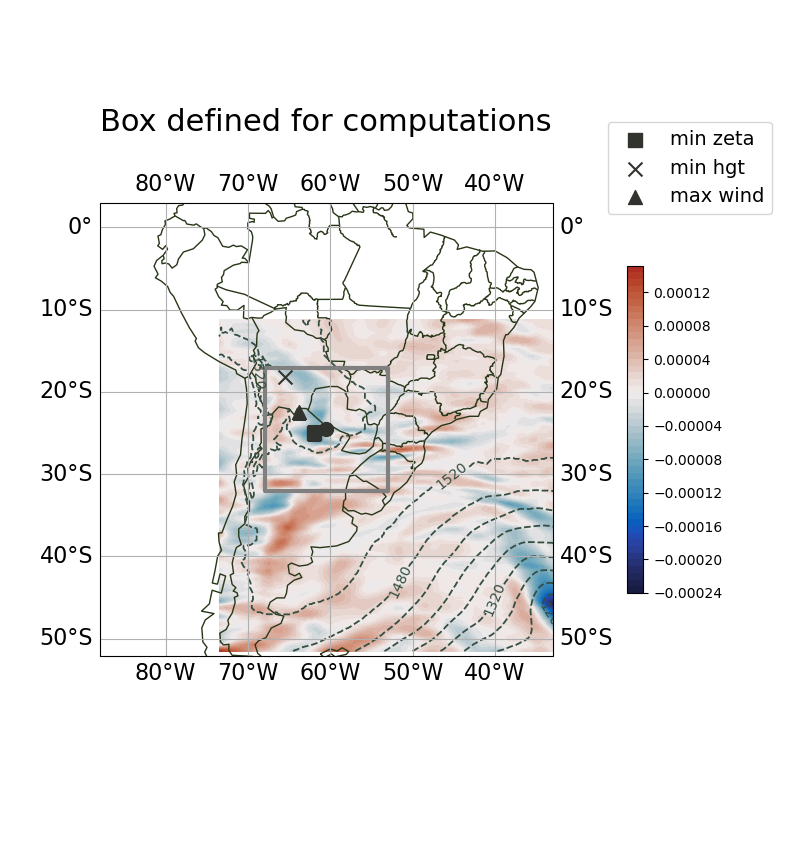 Box defined for computations
min zeta
min hgt
max wind
80°W 70°W 60°W 50°W 40°W
0° 0°
10°S 10°S
20°S 20°S
30°S 30°S
40°S 40°S
50°S 50°S
80°W 70°W 60°W 50°W 40°W
1520
1480
1320
0.00012
0.00008
0.00004
0.00000
−0.00004
−0.00008
−0.00012
−0.00016
−0.00020
−0.00024